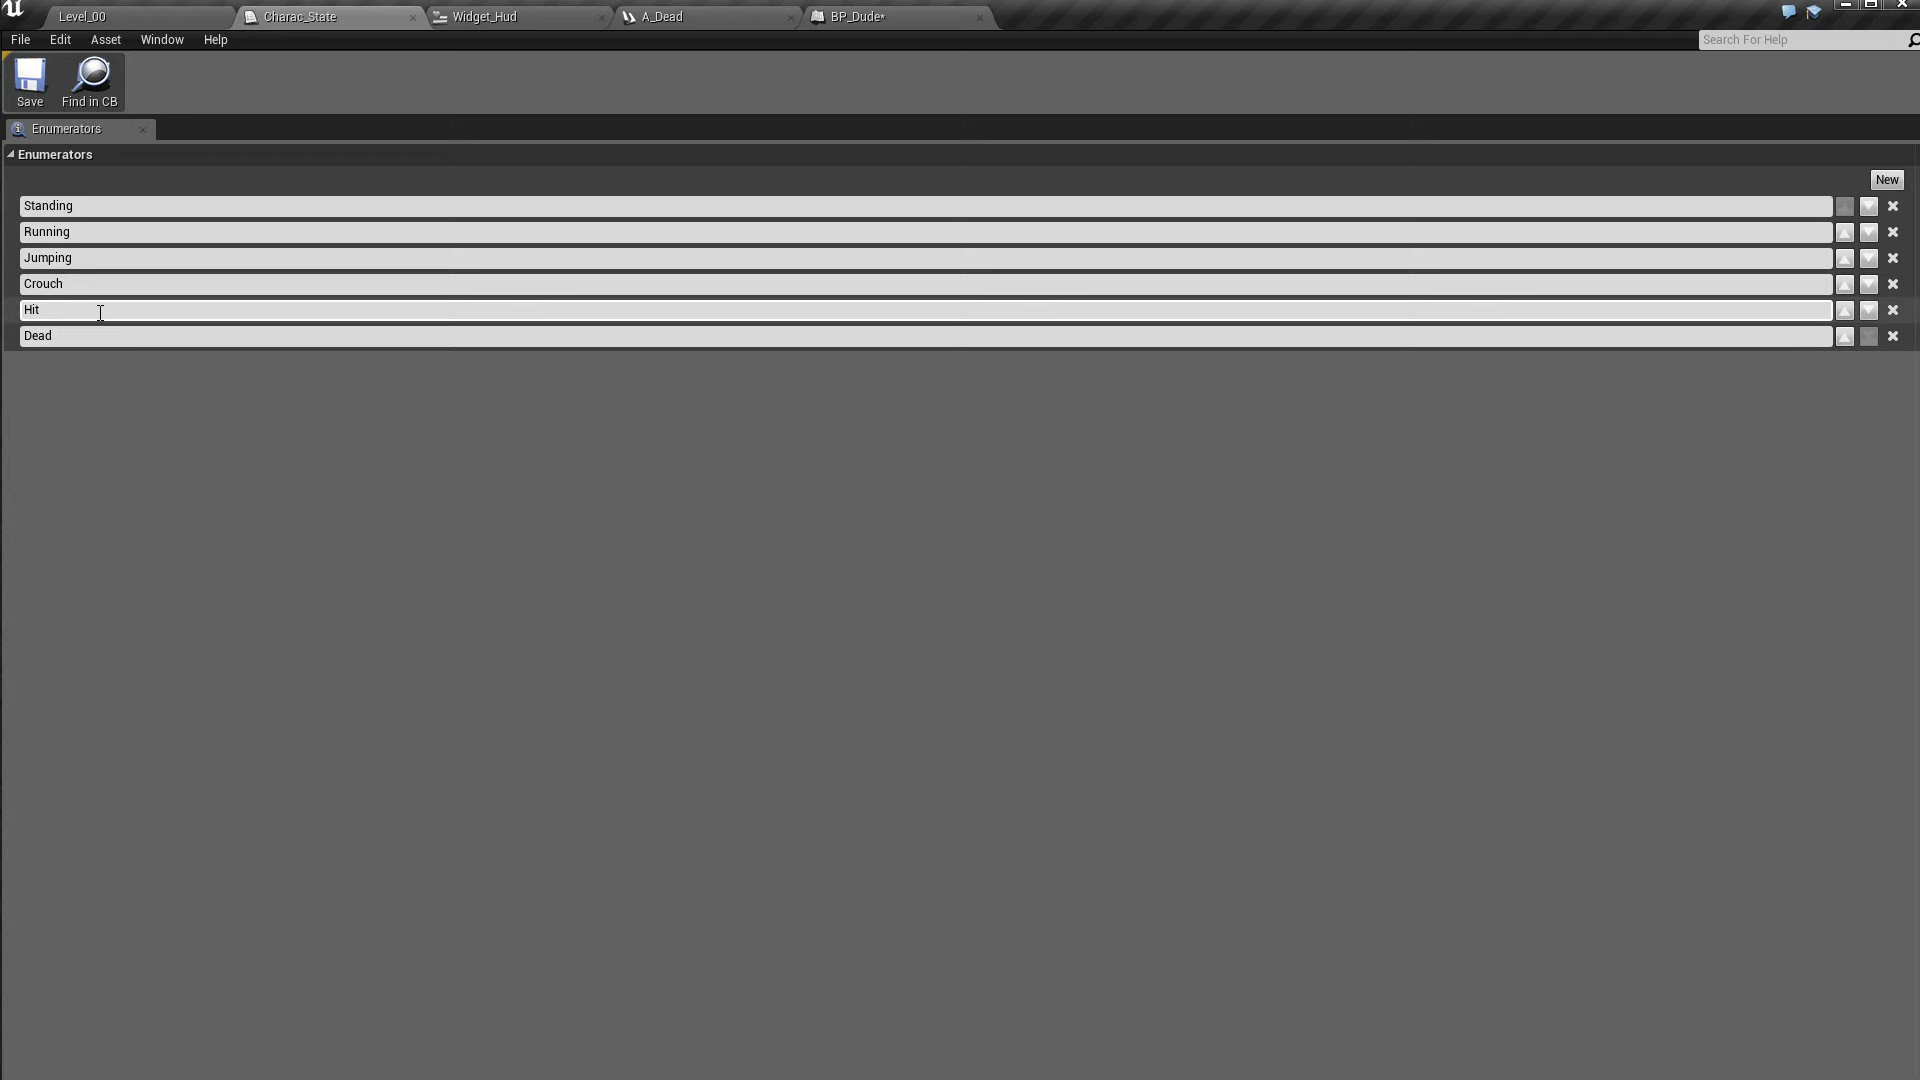 Level_00
Charac_State
Widget_Hud
A_Dead
BP_Dude*
File Edit Asset Window Help
Search For Help
Save
Find in CB
Enumerators
Enumerators
New
Standing
Running
Jumping
Crouch
Hit
Dead